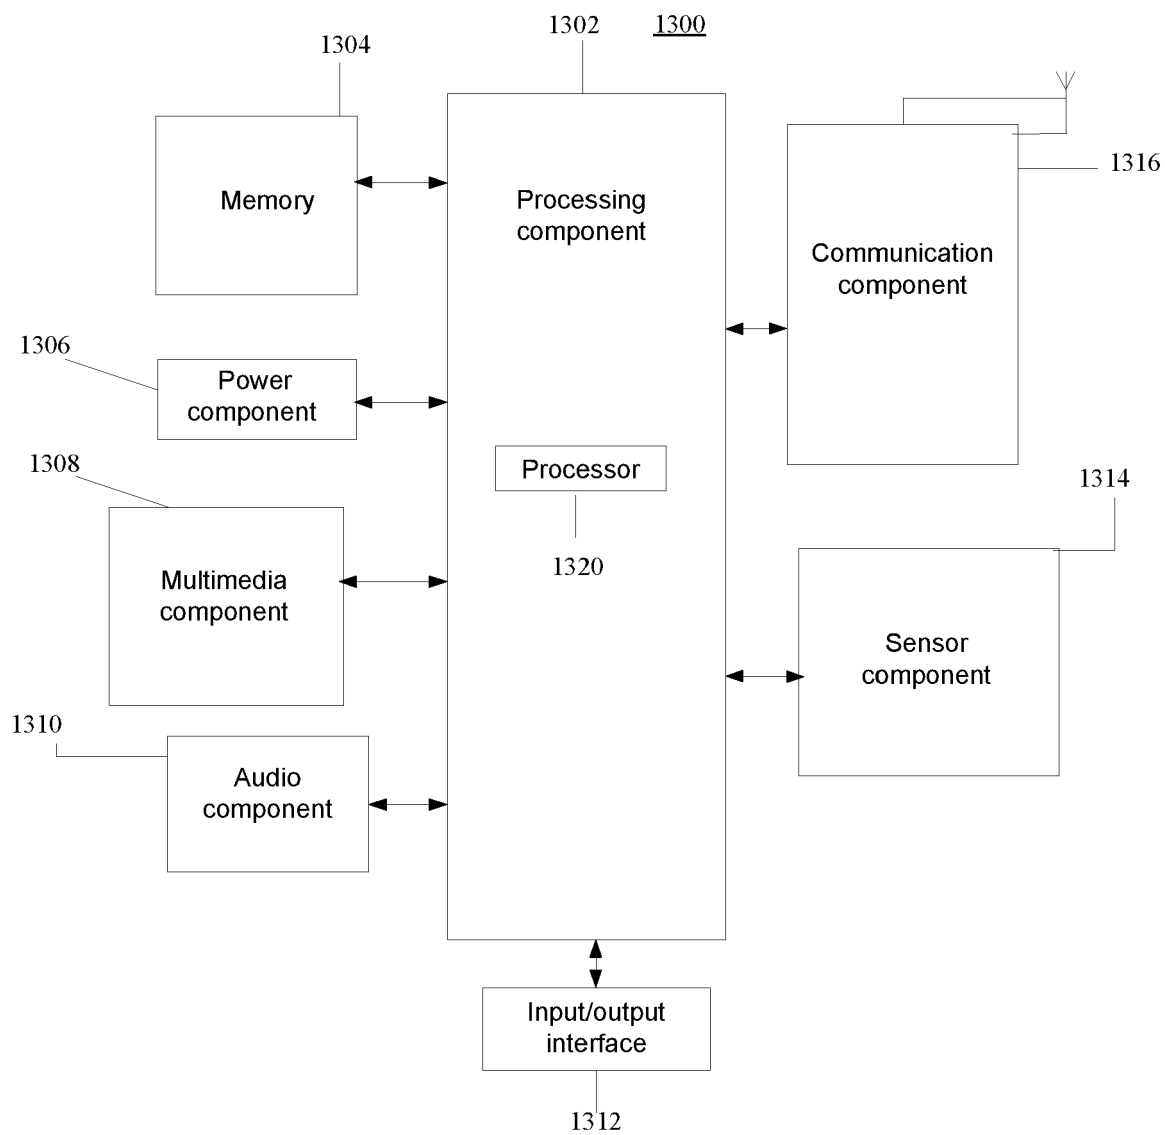 1302
1300
1304
Memory
Processing
component
1316
Communication
component
1306
Power
component
1308
Processor
1320
1314
Multimedia
component
Sensor
component
1310
Audio
component
Input/output
interface
1312